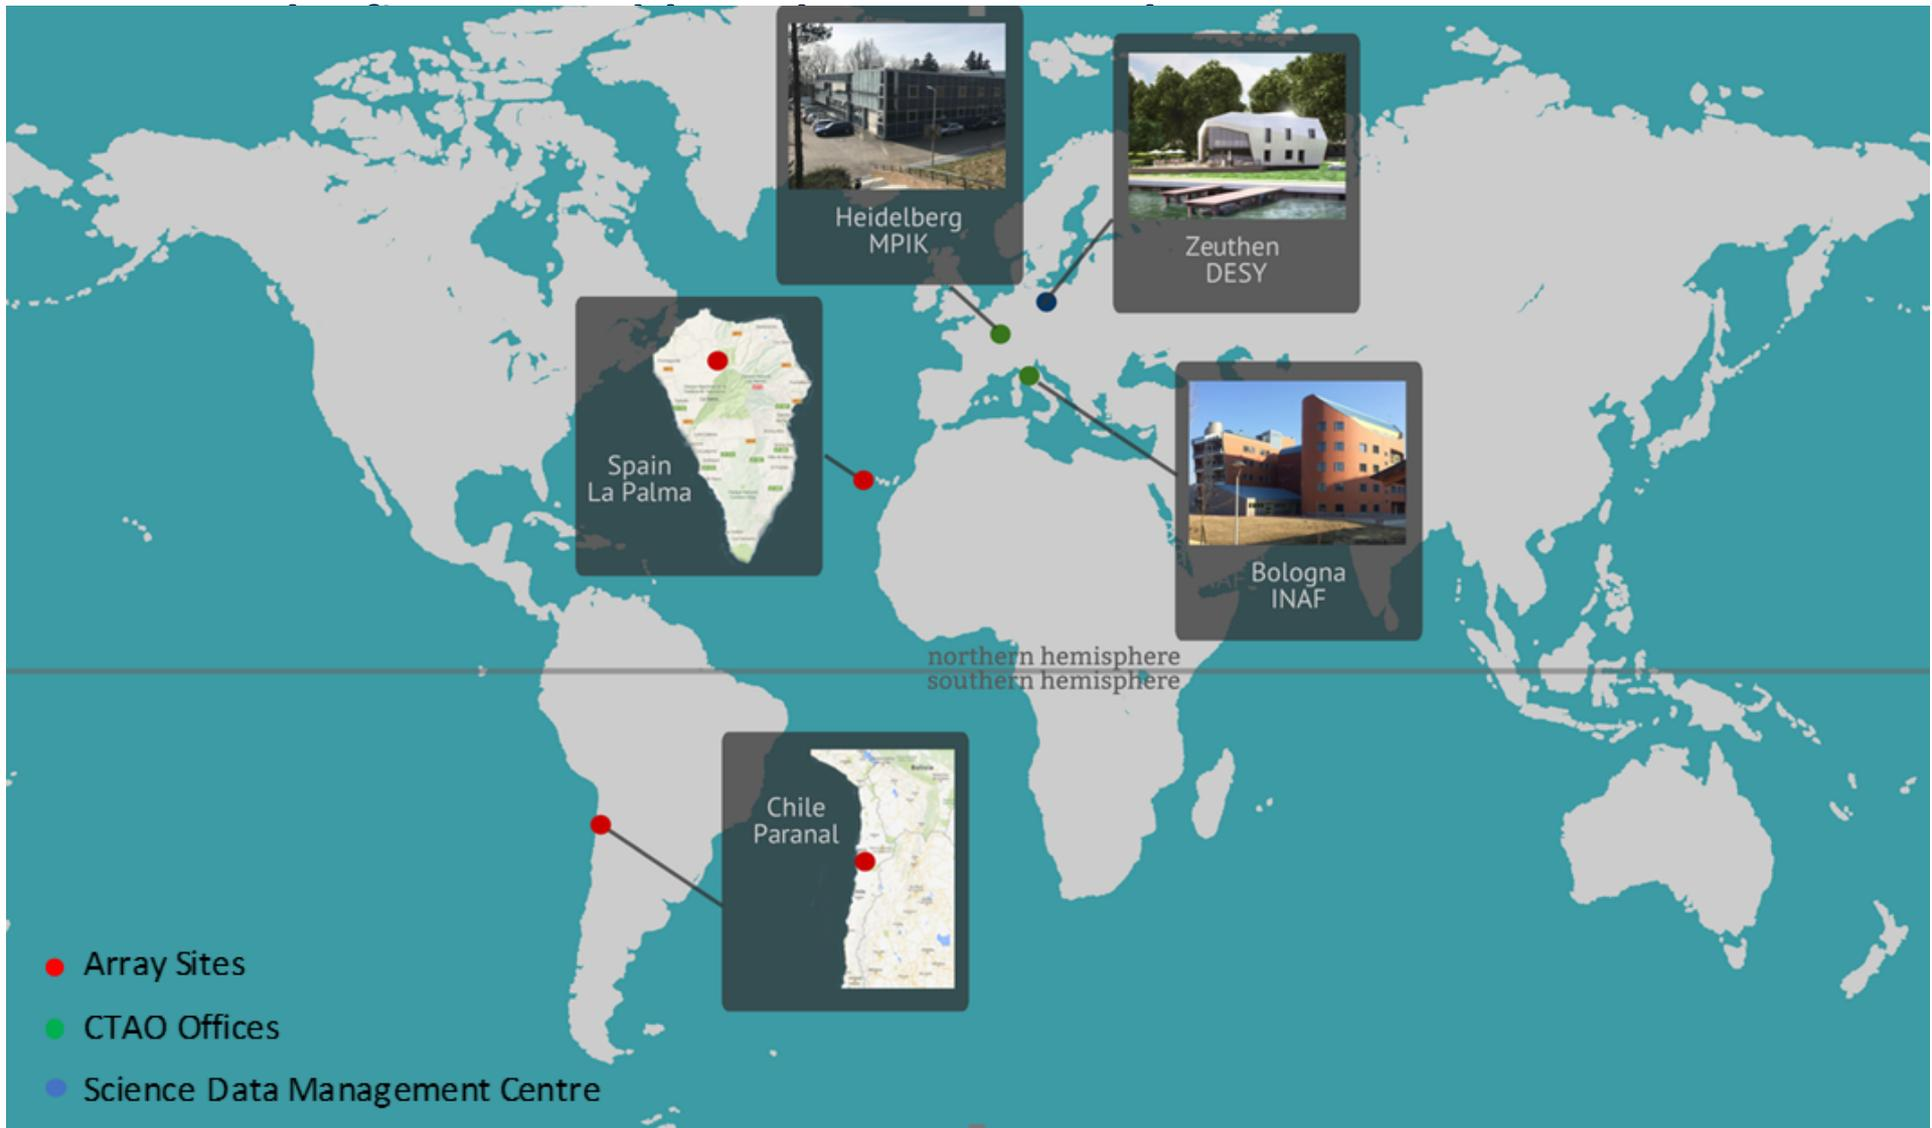 Heidelberg
MPIK
Zeuthen
DESY
Spain
La Palma
Bologna
INAF
northern hemisphere
southern hemisphere
Chile
Paranal
Bolivia
Array Sites
CTAO Offices
Science Data Management Centre